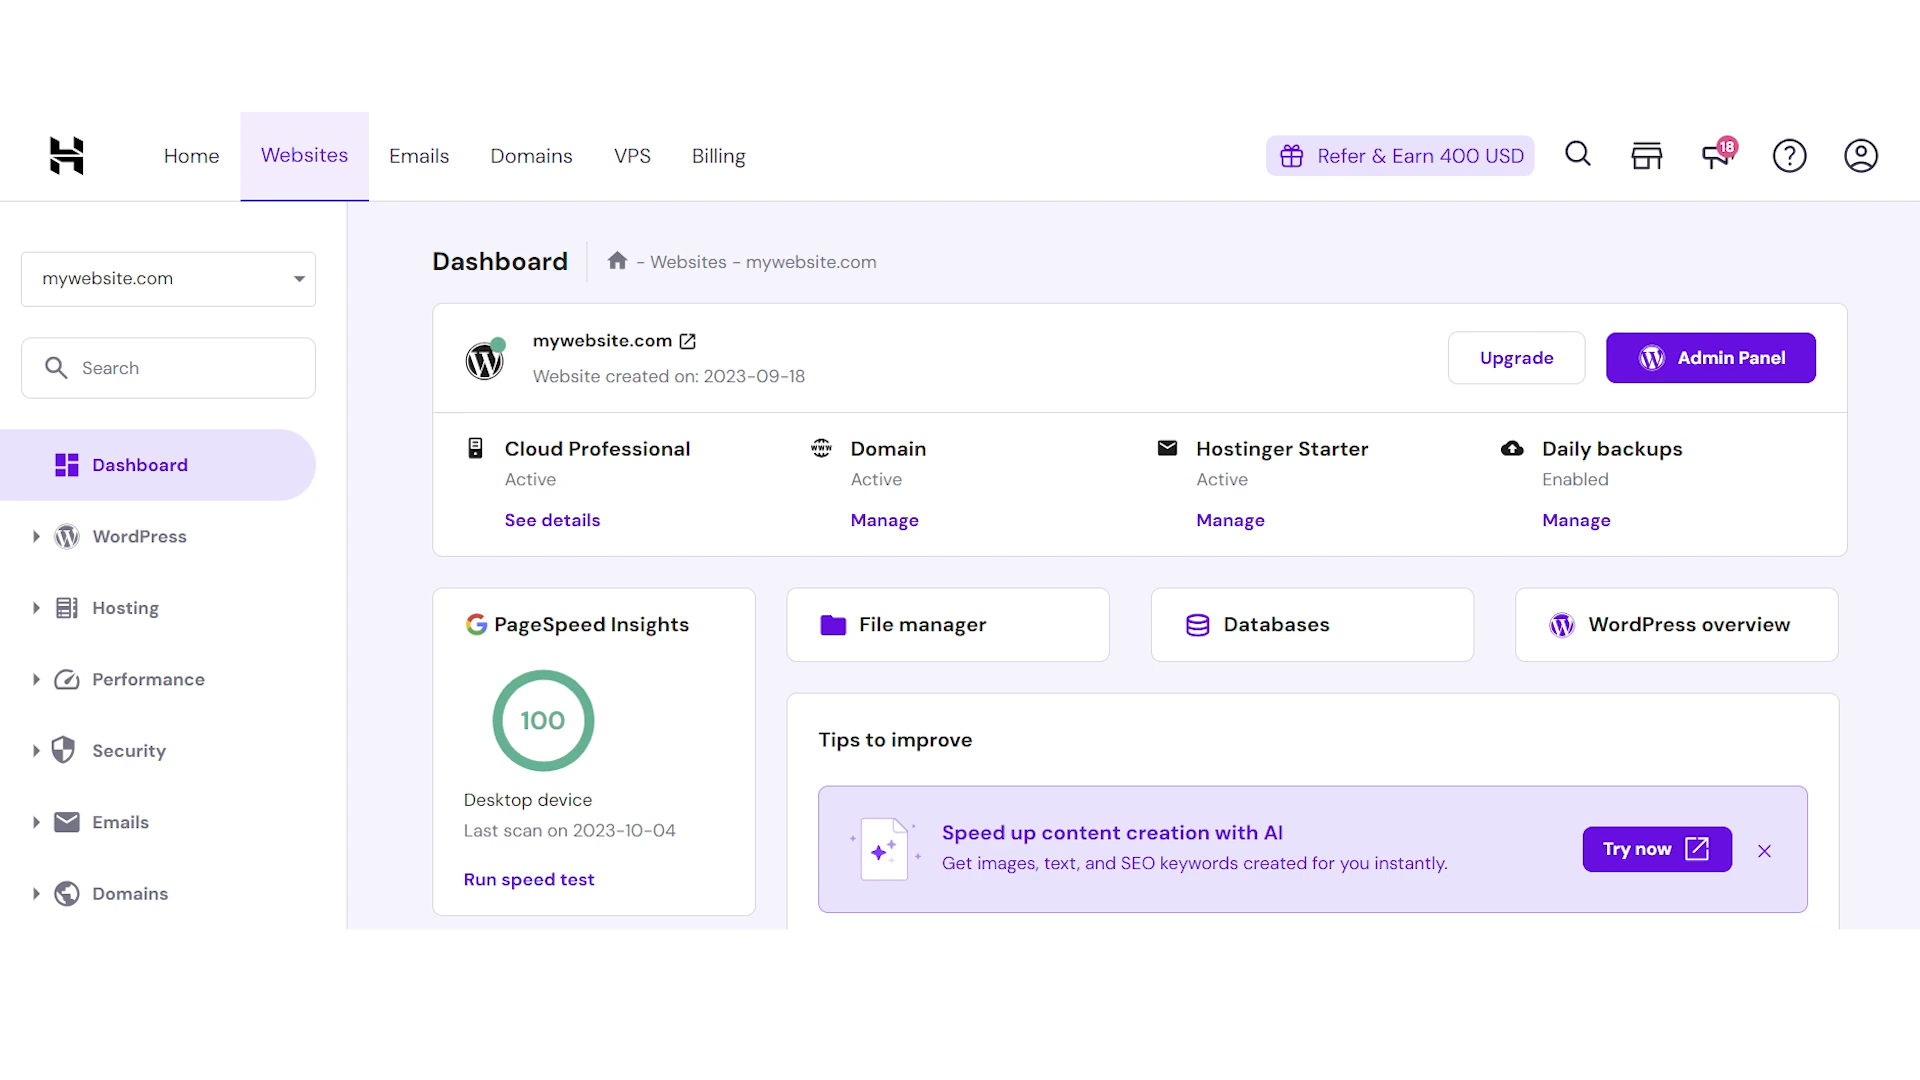 Home Websites Emails Domains VPS Billing Refer & Earn 400 USD 18
mywebsite.com
Search
Dashboard
WordPress
Hosting
Performance
Security
Emails
Domains
Dashboard - Websites - mywebsite.com
mywebsite.com
Website created on: 2023-09-18
Upgrade Admin Panel
Cloud Professional
Active
See details
Domain
Active
Manage
Hostinger Starter
Active
Manage
Daily backups
Enabled
Manage
PageSpeed Insights
100
Desktop device
Last scan on 2023-10-04
Run speed test
File manager
Databases
WordPress overview
Tips to improve
Speed up content creation with AI
Get images, text, and SEO keywords created for you instantly.
Try now